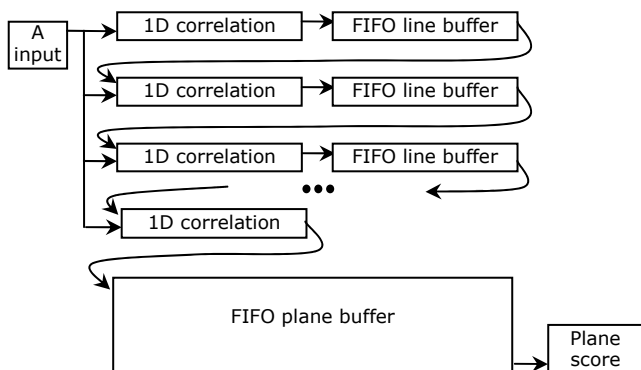 A
input
1D correlation
FIFO line buffer
1D correlation
FIFO line buffer
1D correlation
FIFO line buffer
•••
1D correlation
FIFO plane buffer
Plane
score